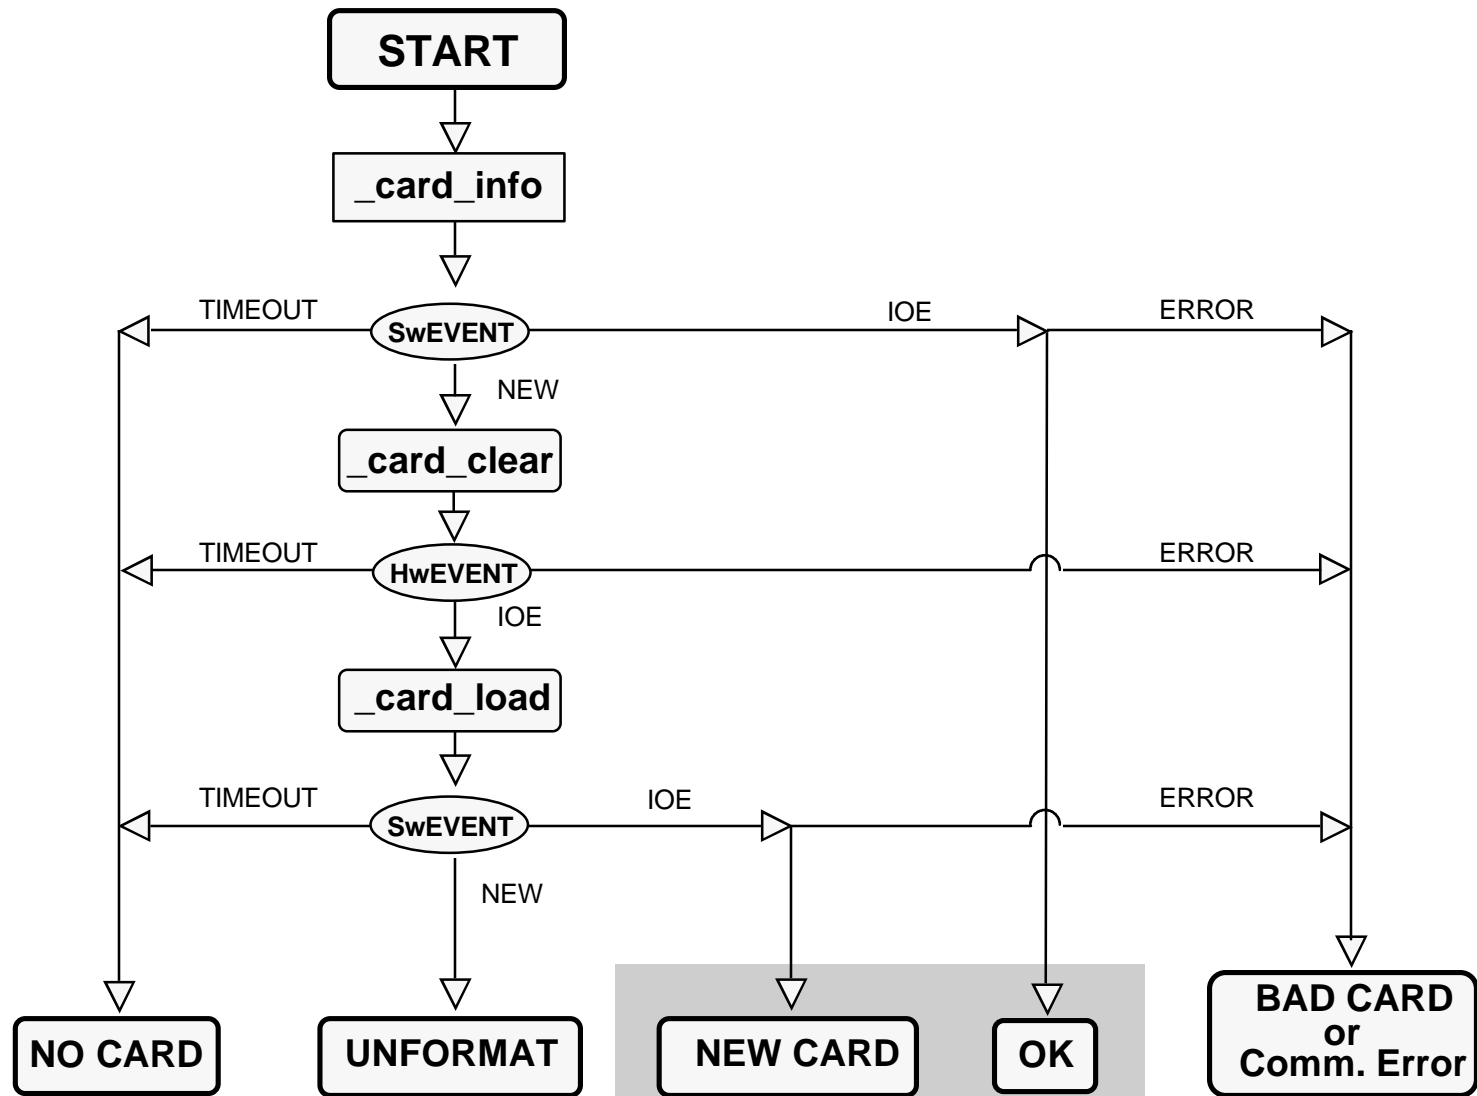 START
_card_info
TIMEOUT
SwEVENT
IOE
ERROR
NEW
_card_clear
TIMEOUT
HwEVENT
ERROR
IOE
_card_load
TIMEOUT
SwEVENT
IOE
ERROR
NEW
NO CARD
UNFORMAT
NEW CARD
OK
BAD CARD
or
Comm. Error